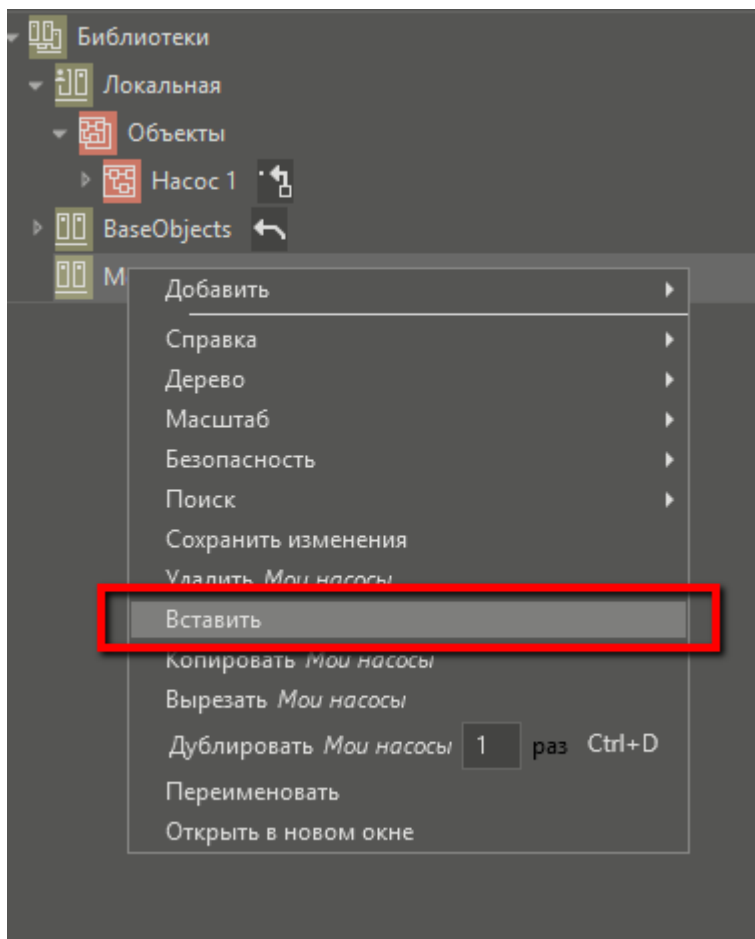 Библиотеки
Локальная
Объекты
Насос 1
BaseObjects
М
Добавить
Справка
Дерево
Масштаб
Безопасность
Поиск
Сохранить изменения
Удалить Мои насосы
Вставить
Копировать Мои насосы
Вырезать Мои насосы
Дублировать Мои насосы 1 раз Ctrl+D
Переименовать
Открыть в новом окне